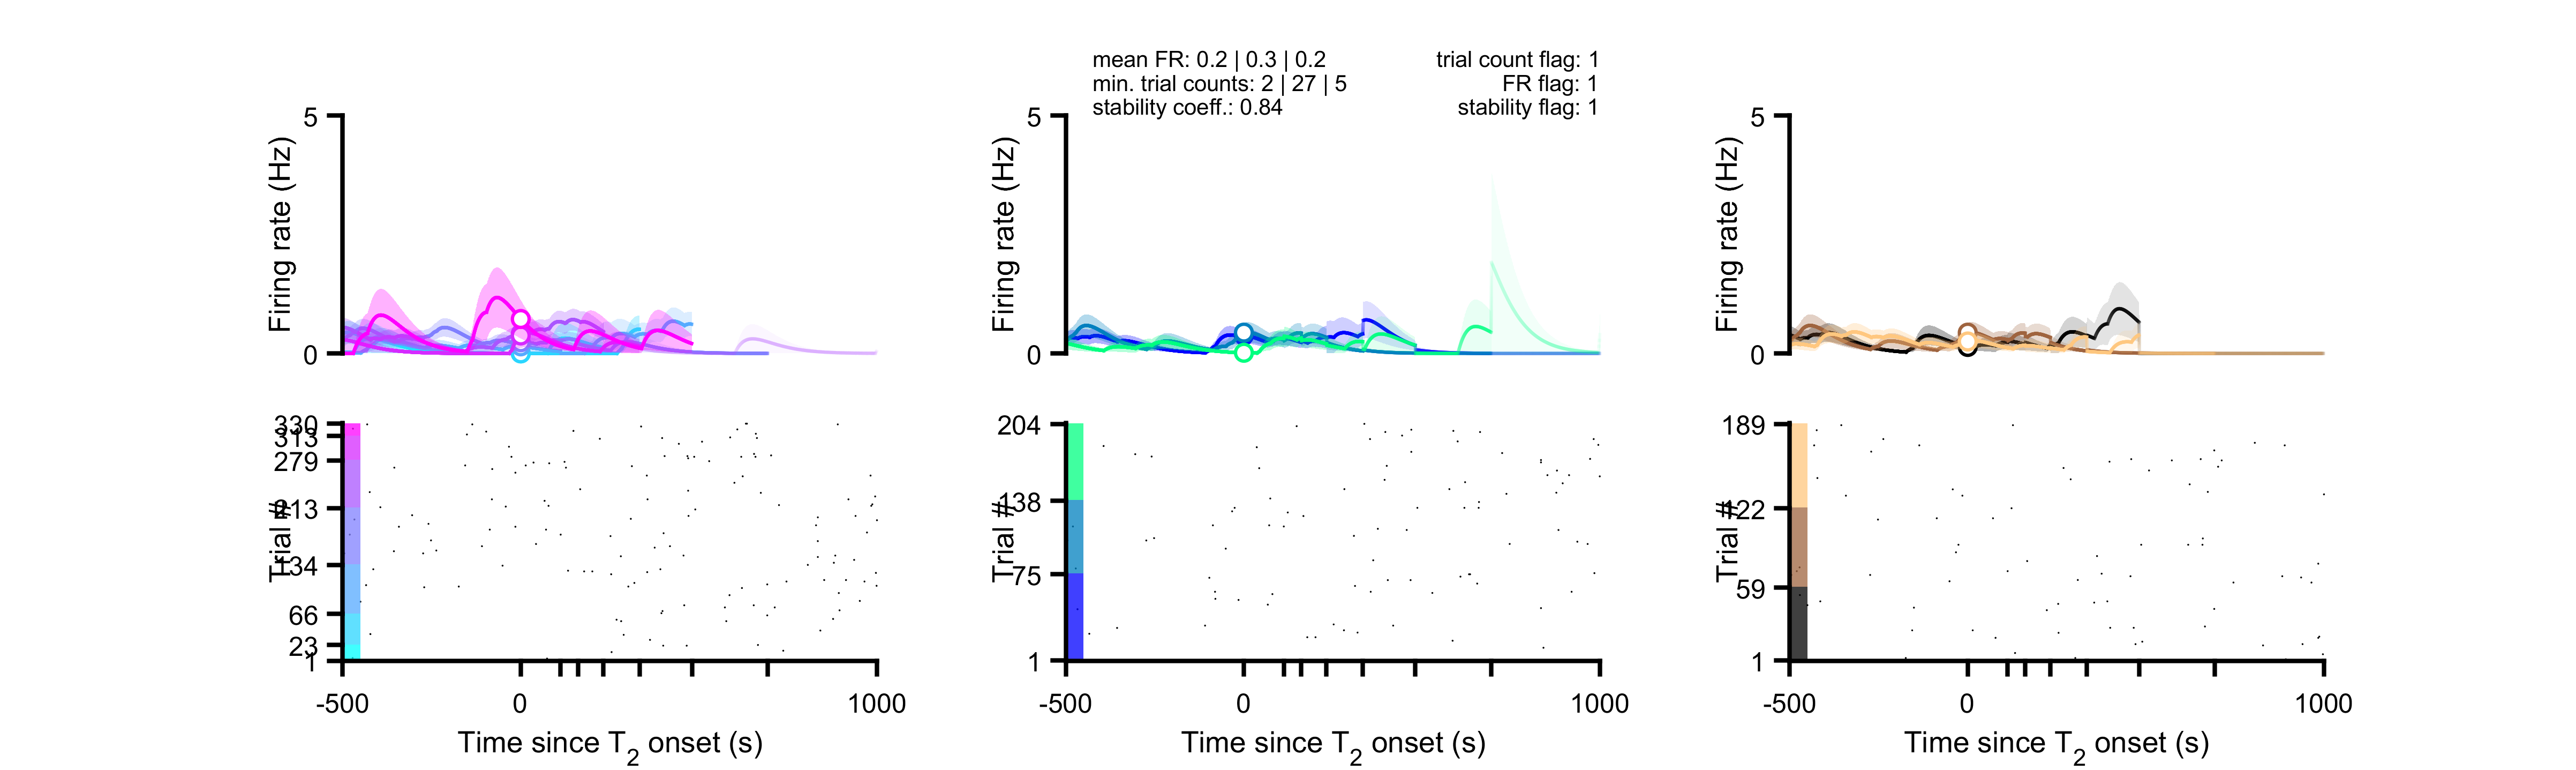 mean FR: 0.2 | 0.3 | 0.2
min. trial counts: 2 | 27 | 5
stability coeff.: 0.84
trial count flag: 1
FR flag: 1
stability flag: 1
5
0
Firing rate (Hz)
5
0
Firing rate (Hz)
5
0
Firing rate (Hz)
330
313
279
213
134
66
23
1
Trial #
-500
0
1000
Time since T2 onset (s)
204
138
75
1
Trial #
-500
0
1000
Time since T2 onset (s)
189
122
59
1
Trial #
-500
0
1000
Time since T2 onset (s)